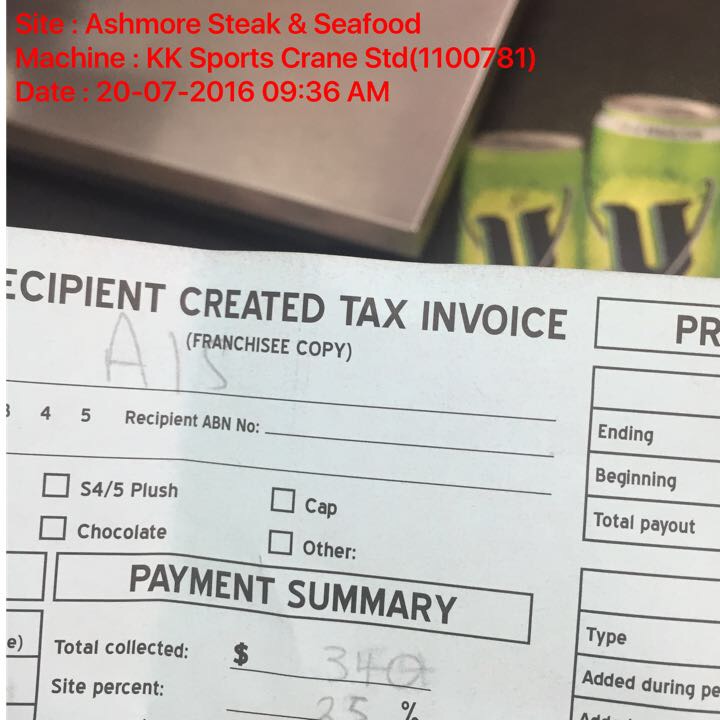 Site : Ashmore Steak & Seafood
Machine : KK Sports Crane Std(1100781)
Date : 20-07-2016 09:36 AM
V V
ECIPIENT CREATED TAX INVOICE
(FRANCHISEE COPY)
PR
4 5 Recipient ABN No:
Ending
Beginning
Total payout
S4/5 Plush
Cap
Chocolate
Other:
PAYMENT SUMMARY
e)
Total collected: $
Site percent: 25 %
Type
Added during pe